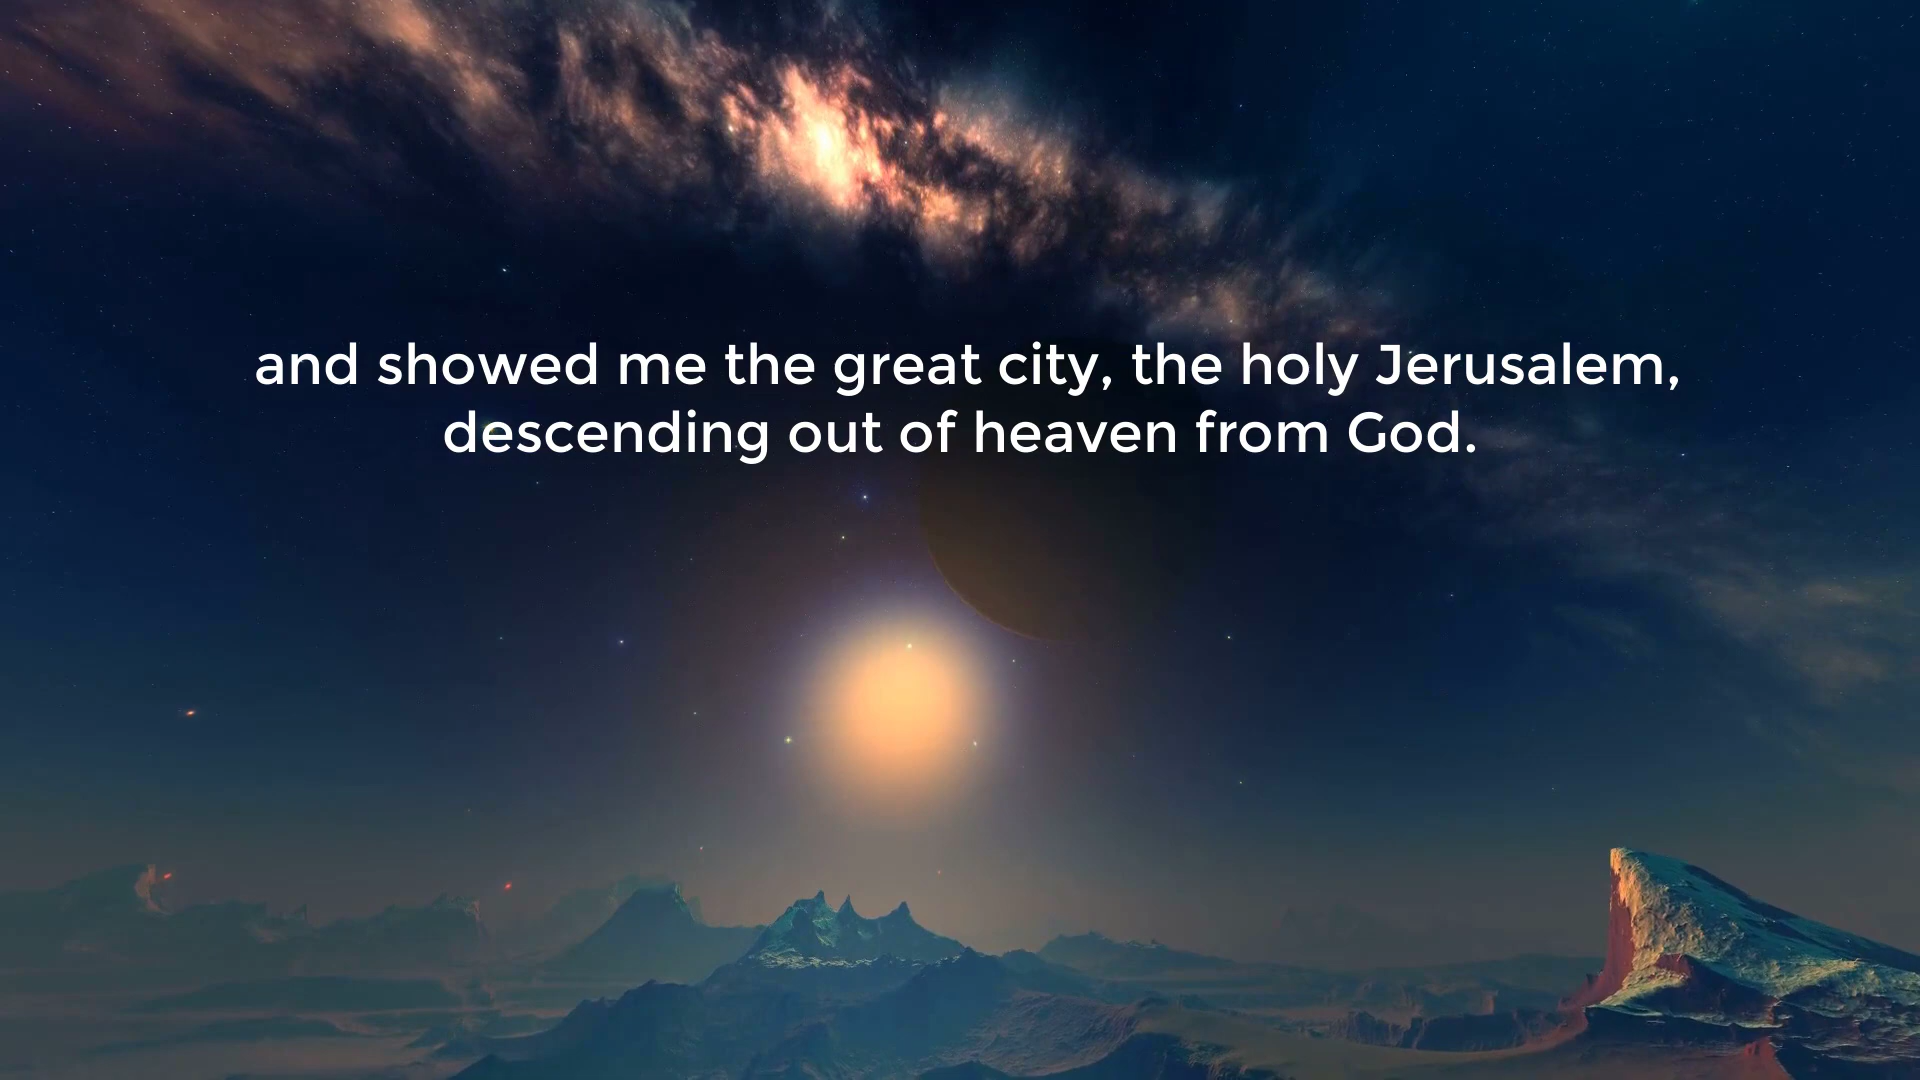 and showed me the great city, the holy Jerusalem,
descending out of heaven from God.